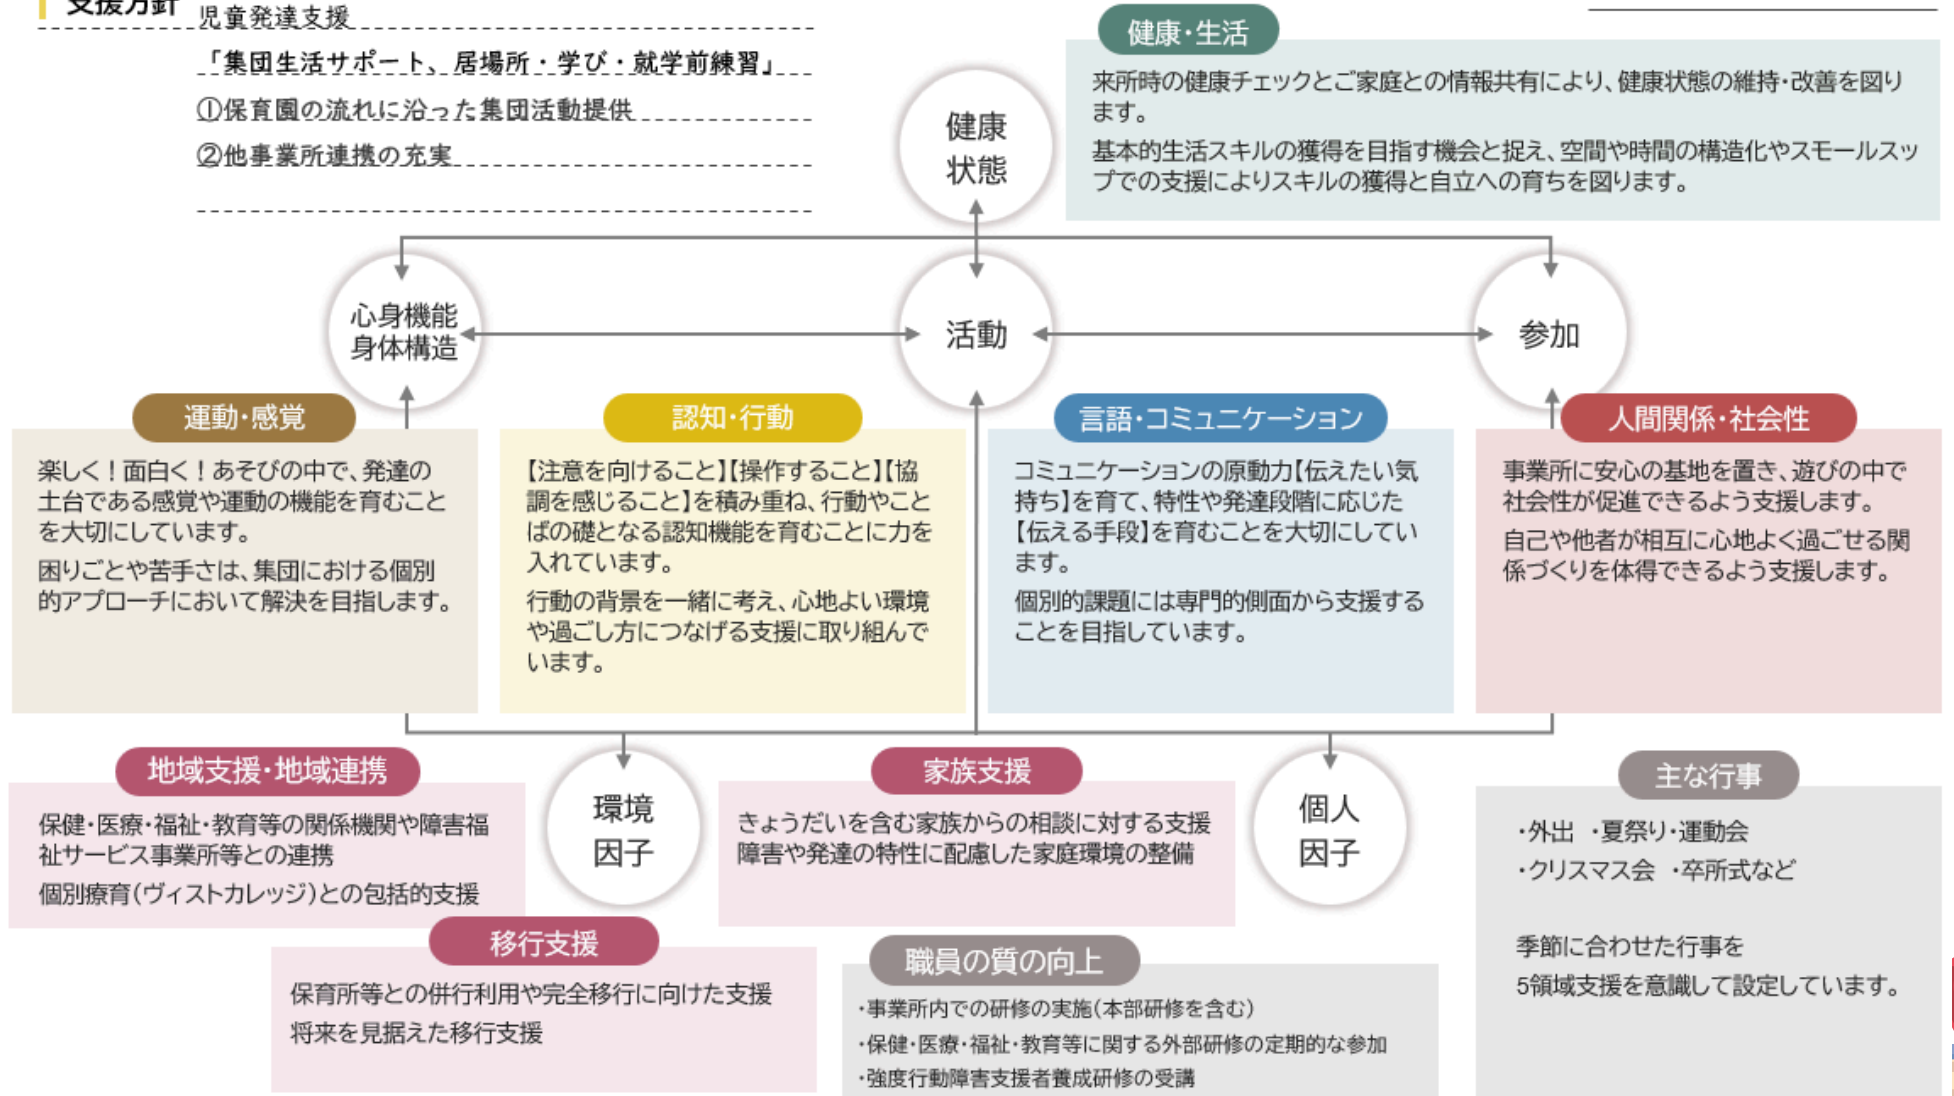 支援方針
児童発達支援
「集団生活サポート、居場所・学び・就学前練習」
①保育園の流れに沿った集団活動提供
②他事業所連携の充実
健康・生活
来所時の健康チェックとご家庭との情報共有により、健康状態の維持・改善を図り
ます。
基本的生活スキルの獲得を目指す機会と捉え、空間や時間の構造化やスモールスッ
プでの支援によりスキルの獲得と自立への育ちを図ります。
健康
状態
心身機能
身体構造
活動
参加
運動・感覚
楽しく！面白く！あそびの中で、発達の
土台である感覚や運動の機能を育むこと
を大切にしています。
困りごとや苦手さは、集団における個別
的アプローチにおいて解決を目指します。
認知・行動
【注意を向けること】【操作すること】【協
調を感じること】を積み重ね、行動やこと
ばの礎となる認知機能を育むことに力を
入れています。
行動の背景を一緒に考え、心地よい環境
や過ごし方につなげる支援に取り組んで
います。
言語・コミュニケーション
コミュニケーションの原動力【伝えたい気
持ち】を育て、特性や発達段階に応じた
【伝える手段】を育むことを大切にしてい
ます。
個別的課題には専門的側面から支援する
ことを目指しています。
人間関係・社会性
事業所に安心の基地を置き、遊びの中で
社会性が促進できるよう支援します。
自己や他者が相互に心地よく過ごせる関
係づくりを体得できるよう支援します。
地域支援・地域連携
保健・医療・福祉・教育等の関係機関や障害福
祉サービス事業所等との連携
個別療育（ヴィストカレッジ）との包括的支援
環境
因子
家族支援
きょうだいを含む家族からの相談に対する支援
障害や発達の特性に配慮した家庭環境の整備
個人
因子
主な行事
・外出　・夏祭り・運動会
・クリスマス会　・卒所式など
季節に合わせた行事を
5領域支援を意識して設定しています。
移行支援
保育所等との併行利用や完全移行に向けた支援
将来を見据えた移行支援
職員の質の向上
・事業所内での研修の実施（本部研修を含む）
・保健・医療・福祉・教育等に関する外部研修の定期的な参加
・強度行動障害支援者養成研修の受講